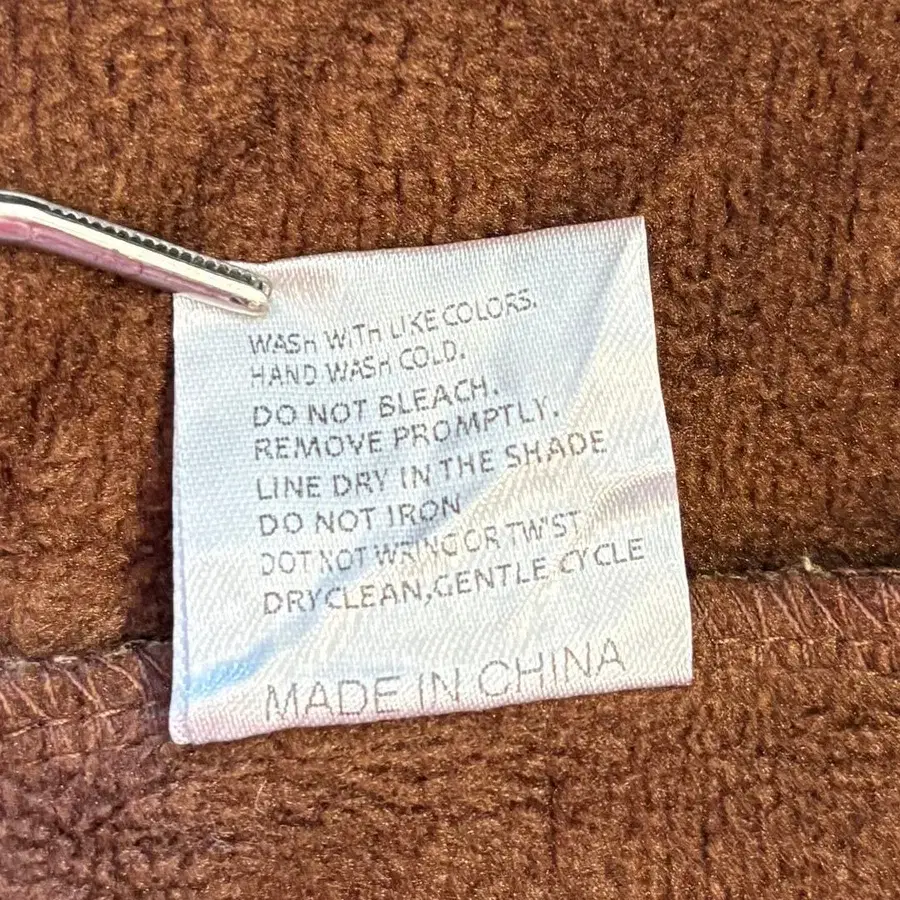 WASH WITH LIKE COLORS.
HAND WASH COLD.
DO NOT BLEACH.
REMOVE PROMPTLY.
LINE DRY IN THE SHADE
DO NOT IRON
DOT NOT WRING OR TWIST
DRYCLEAN,GENTLE CYCLE
MADE IN CHINA